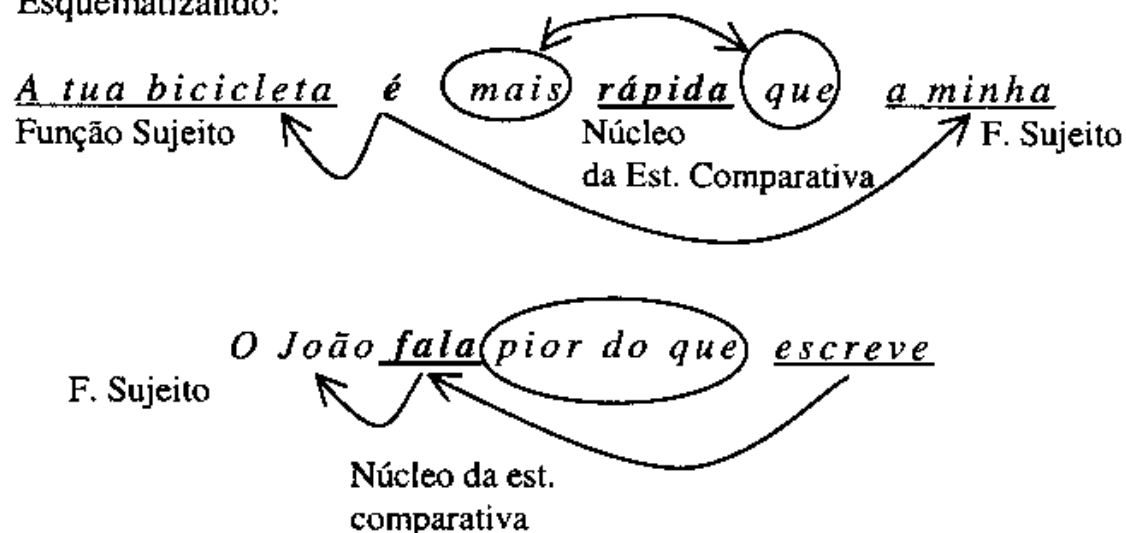 Esquematizando:
A tua bicicleta é mais rápida que a minha
Função Sujeito Núcleo F. Sujeito
da Est. Comparativa
O João fala pior do que escreve
F. Sujeito
Núcleo da est.
comparativa